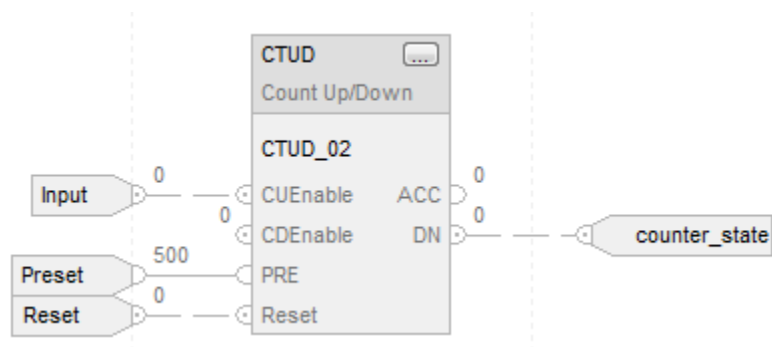 CTUD ...
Count Up/Down
CTUD_02
0 0
Input CUEnable ACC
0 0
CDEnable DN counter_state
500
Preset PRE
0
Reset Reset